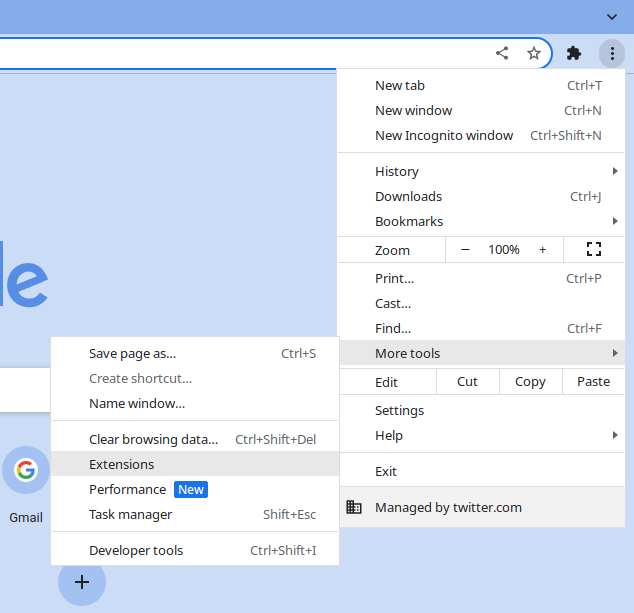 New tab Ctrl+T
New window Ctrl+N
New Incognito window Ctrl+Shift+N
History
Downloads Ctrl+J
Bookmarks
Zoom − 100% +
Print... Ctrl+P
Cast...
Find... Ctrl+F
More tools
Edit Cut Copy Paste
Settings
Help
Exit
Managed by twitter.com
le
Save page as... Ctrl+S
Create shortcut...
Name window...
Clear browsing data... Ctrl+Shift+Del
Extensions
Performance New
Task manager Shift+Esc
Developer tools Ctrl+Shift+I
G
Gmail